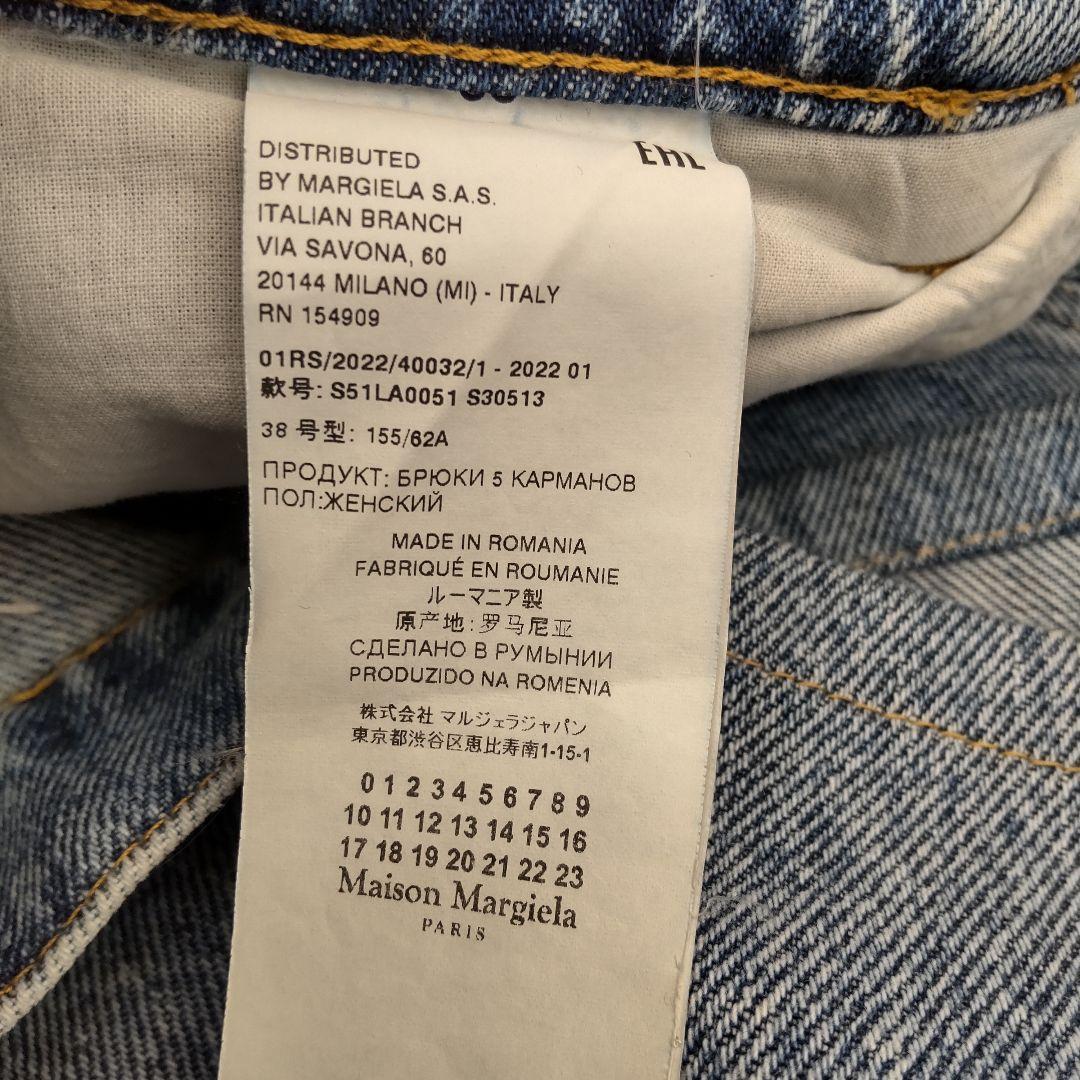 DISTRIBUTED
BY MARGIELA S.A.S.
ITALIAN BRANCH
VIA SAVONA, 60
20144 MILANO (MI) - ITALY
RN 154909
01RS/2022/40032/1 - 2022 01
款号: S51LA0051 S30513
38 号型: 155/62A
ПРОДУКТ: БРЮКИ 5 КАРМАНОВ
ПОЛ:ЖЕНСКИЙ
MADE IN ROMANIA
FABRIQUÉ EN ROUMANIE
ルーマニア製
原产地: 罗马尼亚
СДЕЛАНО В РУМЫНИИ
PRODUZIDO NA ROMENIA
株式会社 マルジェラジャパン
東京都渋谷区恵比寿南1-15-1
0 1 2 3 4 5 6 7 8 9
10 11 12 13 14 15 16
17 18 19 20 21 22 23
Maison Margiela
PARIS